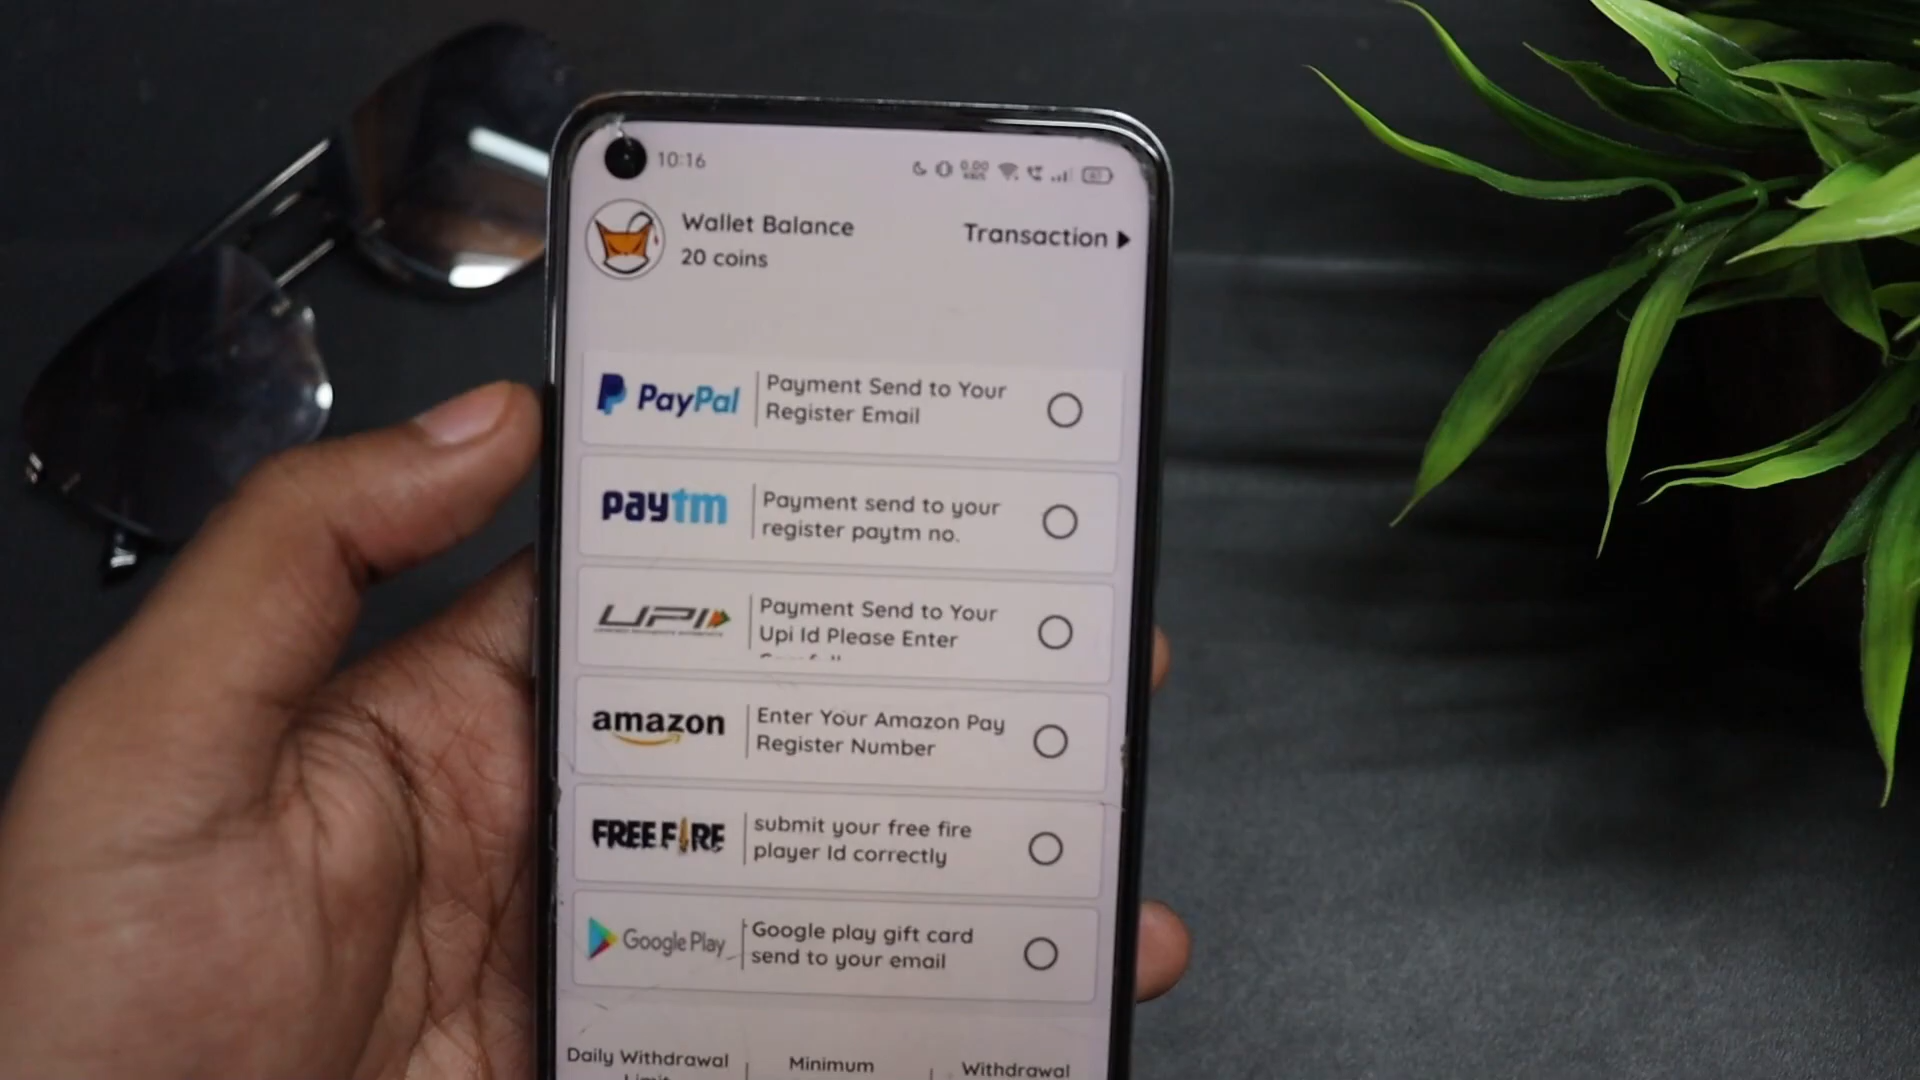 10:16
0.00
KB/S
Wallet Balance
Transaction
20 coins
PayPal
Payment Send to Your
Register Email
paytm
Payment send to your
register paytm no.
UPI
Payment Send to Your
Upi Id Please Enter
amazon
Enter Your Amazon Pay
Register Number
FREE FIRE
submit your free fire
player Id correctly
Google Play
Google play gift card
send to your email
Daily Withdrawal
Minimum
Withdrawal